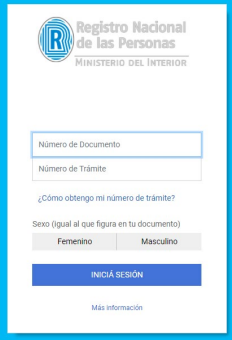 R
Registro Nacional
de las Personas
MINISTERIO DEL INTERIOR
Número de Documento
Número de Trámite
¿Cómo obtengo mi número de trámite?
Sexo (igual al que figura en tu documento)
Femenino Masculino
INICIÁ SESIÓN
Más información